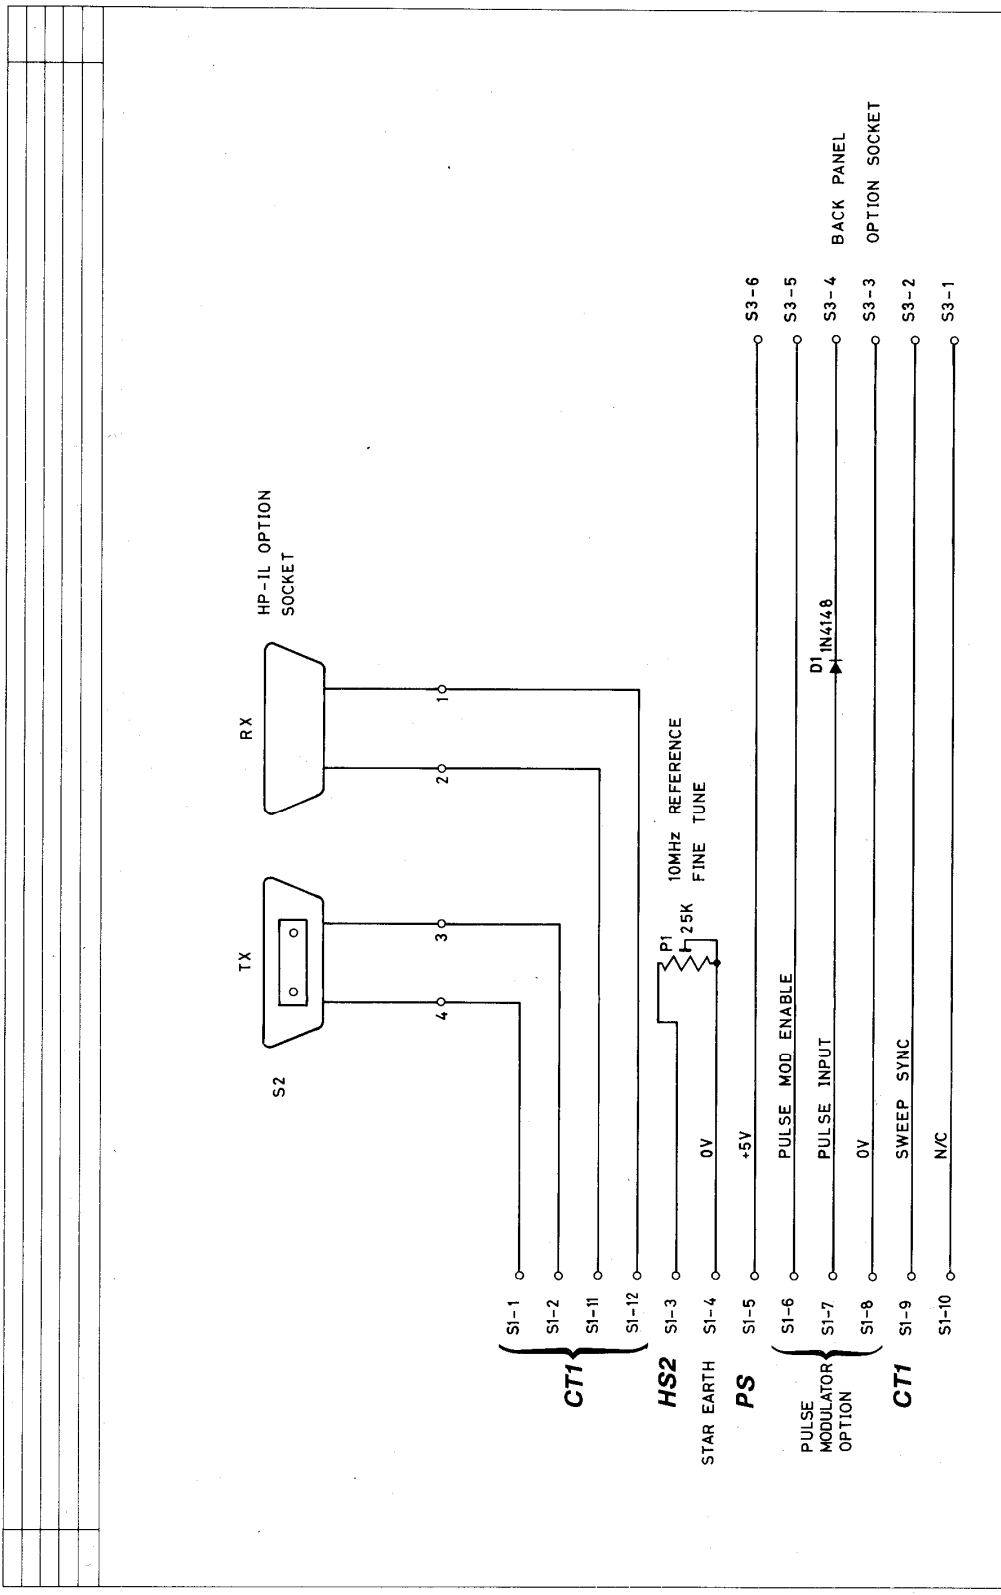 HP-IL OPTION
SOCKET
TX
RX
S2
4
3
2
1
S1-1
S1-2
S1-11
S1-12
CT1
S1-3
HS2
P1
25K
10MHz REFERENCE
FINE TUNE
STAR EARTH
S1-4
0V
PS
S1-5
+5V
S3-6
PULSE
MODULATOR
OPTION
S1-6
PULSE MOD ENABLE
S3-5
S1-7
PULSE INPUT
D1
1N4148
S3-4
BACK PANEL
S1-8
0V
S3-3
OPTION SOCKET
CT1
S1-9
SWEEP SYNC
S3-2
S1-10
N/C
S3-1